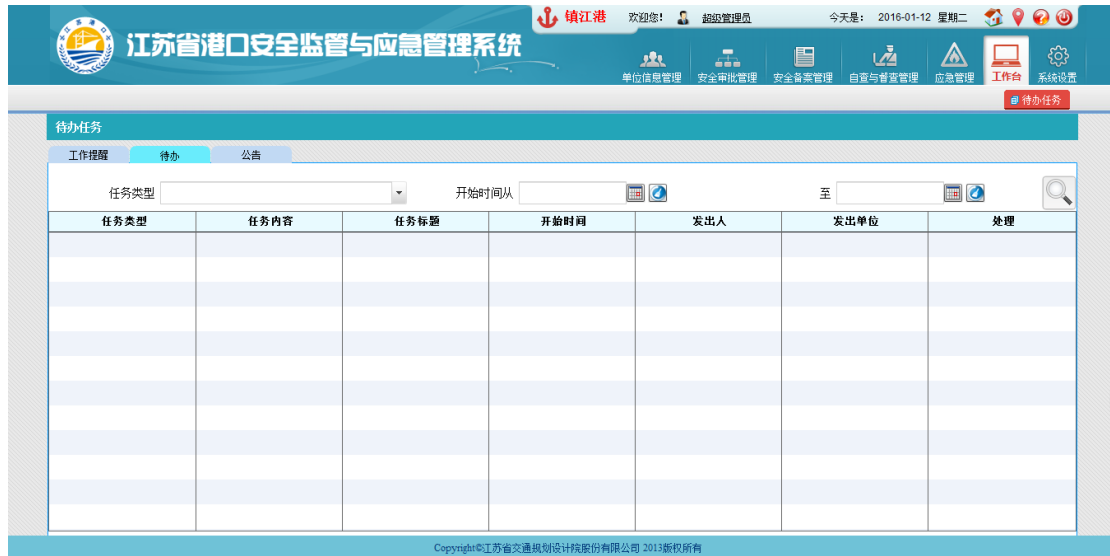 镇江港 欢迎您! 超级管理员 今天是: 2016-01-12 星期二
江苏省港口安全监管与应急管理系统
单位信息管理 安全审批管理 安全备案管理 自查与督查管理 应急管理 工作台 系统设置
待办任务
待办任务
工作提醒 待办 公告
任务类型 开始时间从 至
任务类型 任务内容 任务标题 开始时间 发出人 发出单位 处理
Copyright©江苏省交通规划设计院股份有限公司 2013版权所有